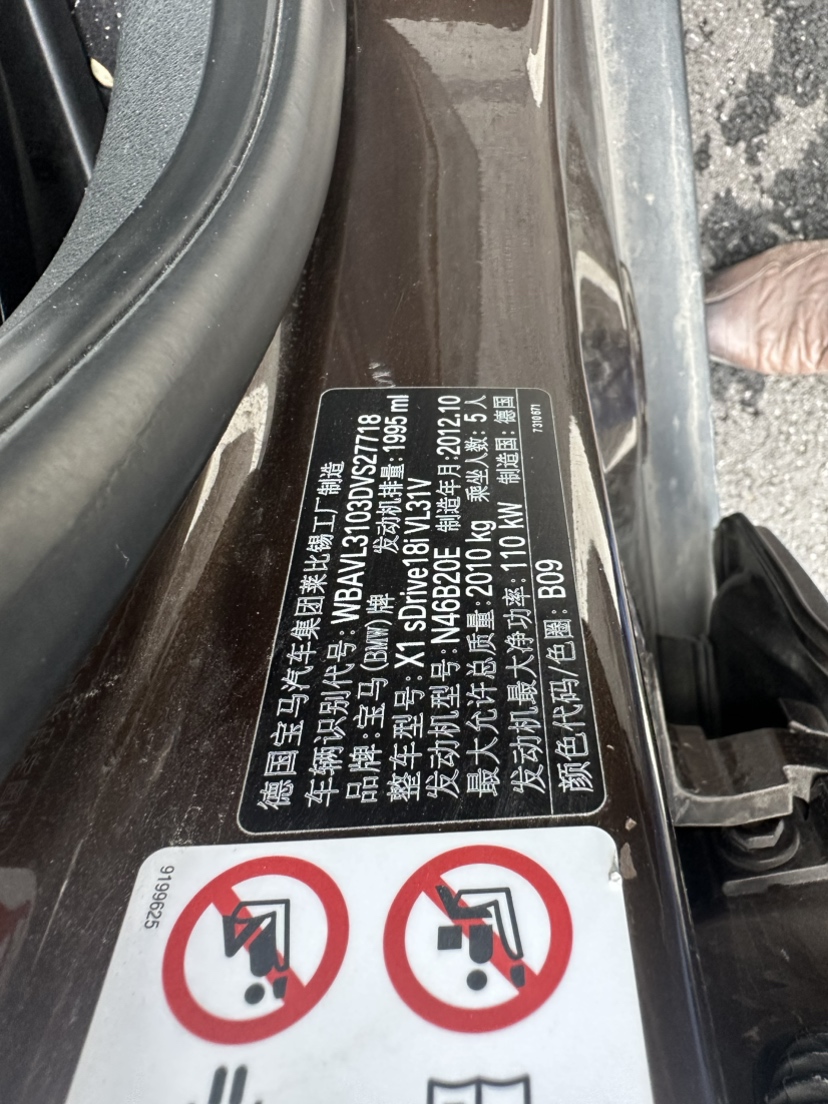 德国宝马汽车集团莱比锡工厂制造
车辆识别代号: WBAVL3103DVS27718
品牌:宝马(BMW)牌 发动机排量: 1995 ml
整车型号: X1 sDrive18i VL31V
发动机型号: N46B20E 制造年月:2012.10
最大允许总质量: 2010 kg 乘坐人数: 5 人
发动机最大净功率: 110 kW 制造国: 德国
颜色代码/色圈: B09
7 310 671
9199625